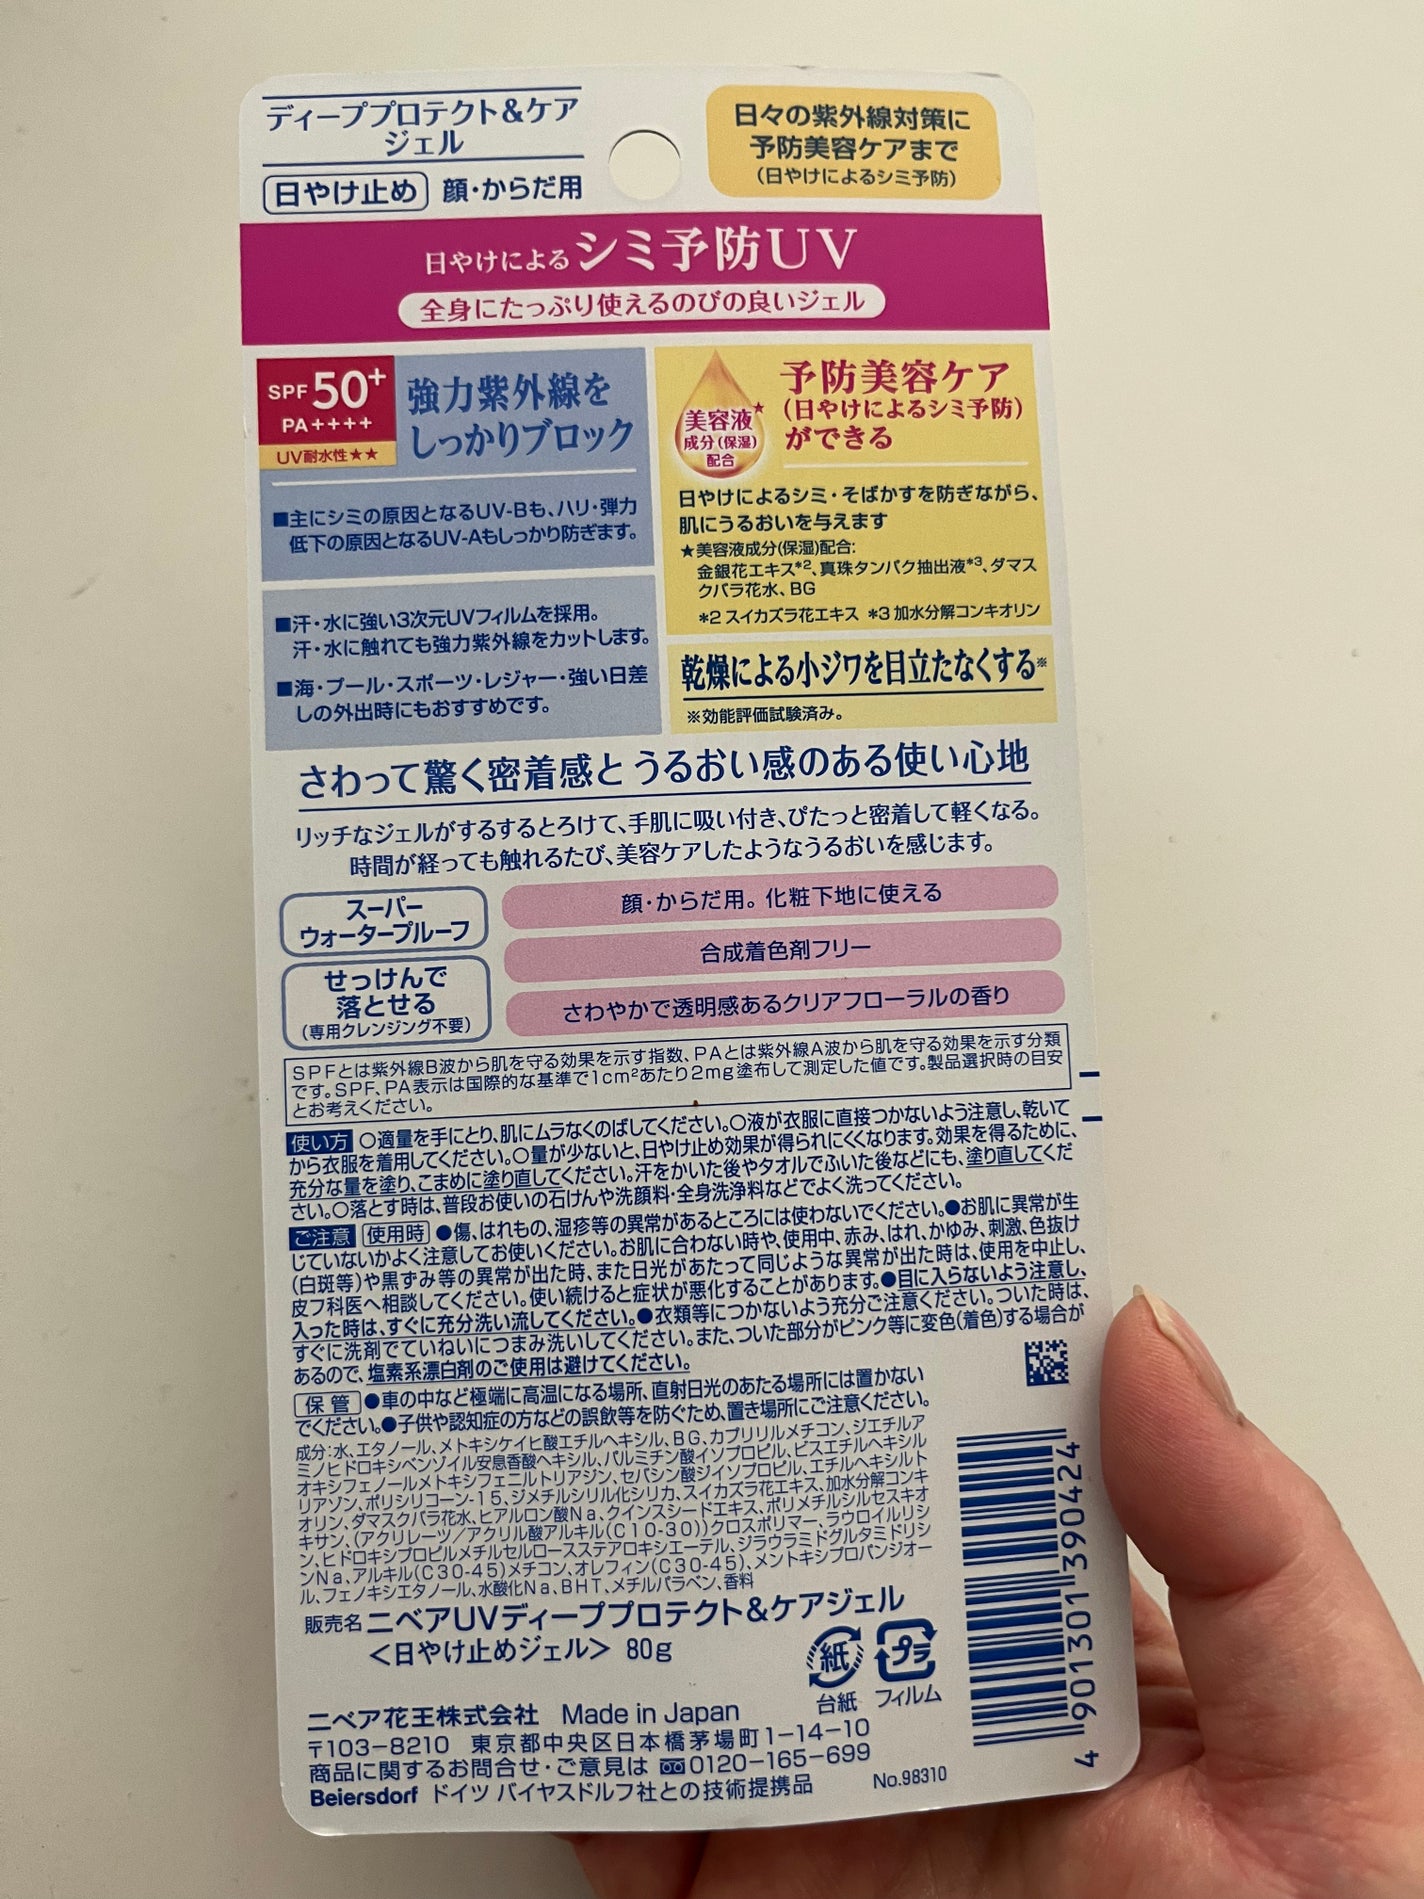 ディーププロテクト&ケア
ジェル
日やけ止め 顔・からだ用
日々の紫外線対策に
予防美容ケアまで
(日やけによるシミ予防)
日やけによるシミ予防UV
全身にたっぷり使えるのびの良いジェル
SPF50+
PA++++
UV耐水性★★
強力紫外線を
しっかりブロック
■主にシミの原因となるUV-Bも、ハリ・弾力
低下の原因となるUV-Aもしっかり防ぎます。
■汗・水に強い3次元UVフィルムを採用。
汗・水に触れても強力紫外線をカットします。
■海・プール・スポーツ・レジャー・強い日差
しの外出時にもおすすめです。
美容液★
成分(保湿)
配合
予防美容ケア
(日やけによるシミ予防)
ができる
日やけによるシミ・そばかすを防ぎながら、
肌にうるおいを与えます
★美容液成分(保湿)配合:
金銀花エキス*2、真珠タンパク抽出液*3、ダマス
クバラ花水、BG
*2 スイカズラ花エキス *3 加水分解コンキオリン
乾燥による小ジワを目立たなくする※
※効能評価試験済み。
さわって驚く密着感とうるおい感のある使い心地
リッチなジェルがするするとろけて、手肌に吸い付き、ぴたっと密着して軽くなる。
時間が経っても触れるたび、美容ケアしたようなうるおいを感じます。
スーパー
ウォータープルーフ
せっけんで
落とせる
(専用クレンジング不要)
顔・からだ用。化粧下地に使える
合成着色剤フリー
さわやかで透明感あるクリアフローラルの香り
SPFとは紫外線B波から肌を守る効果を示す指数、PAとは紫外線A波から肌を守る効果を示す分類
です。SPF、PA表示は国際的な基準で1cm²あたり2mg塗布して測定した値です。製品選択時の目安
とお考えください。
使い方 ○適量を手にとり、肌にムラなくのばしてください。○液が衣服に直接つかないよう注意し、乾いて
から衣服を着用してください。○量が少ないと、日やけ止め効果が得られにくくなります。効果を得るために、
充分な量を塗り、こまめに塗り直してください。汗をかいた後やタオルでふいた後などにも、塗り直してくだ
さい。○落とす時は、普段お使いの石けんや洗顔料・全身洗浄料などでよく洗ってください。
ご注意 使用時 ●傷、はれもの、湿疹等の異常があるところには使わないでください。●お肌に異常が生
じていないかよく注意してお使いください。お肌に合わない時や、使用中、赤み、はれ、かゆみ、刺激、色抜け
(白斑等)や黒ずみ等の異常が出た時、また日光があたって同じような異常が出た時は、使用を中止し、
皮フ科医へ相談してください。使い続けると症状が悪化することがあります。●目に入らないよう注意し、
入った時は、すぐに充分洗い流してください。●衣類等につかないよう充分ご注意ください。ついた時は、
すぐに洗剤でていねいにつまみ洗いしてください。また、ついた部分がピンク等に変色(着色)する場合が
あるので、塩素系漂白剤のご使用は避けてください。
保管 ●車の中など極端に高温になる場所、直射日光のあたる場所には置かない
でください。●子供や認知症の方などの誤飲等を防ぐため、置き場所にご注意ください。
成分:水、エタノール、メトキシケイヒ酸エチルヘキシル、BG、カプリリルメチコン、ジエチルア
ミノヒドロキシベンゾイル安息香酸ヘキシル、パルミチン酸イソプロピル、ビスエチルヘキシル
オキシフェノールメトキシフェニルトリアジン、セバシン酸ジイソプロピル、エチルヘキシルト
リアゾン、ポリシリコーン-15、ジメチルシリル化シリカ、スイカズラ花エキス、加水分解コンキ
オリン、ダマスクバラ花水、ヒアルロン酸Na、クインスシードエキス、ポリメチルシルセスキオ
キサン、(アクリレーツ/アクリル酸アルキル(C10-30))クロスポリマー、ラウロイルリシ
ン、ヒドロキシプロピルメチルセルロースステアロキシエーテル、ジラウラミドグルタミドリシ
ンNa、アルキル(C30-45)メチコン、オレフィン(C30-45)、メントキシプロパンジオー
ル、フェノキシエタノール、水酸化Na、BHT、メチルパラベン、香料
販売名 ニベアUVディーププロテクト&ケアジェル
<日やけ止めジェル> 80g
紙
台紙
プラ
フィルム
ニベア花王株式会社 Made in Japan
〒103-8210 東京都中央区日本橋茅場町1-14-10
商品に関するお問合せ・ご意見は 0120-165-699
Beiersdorf ドイツ バイヤスドルフ社との技術提携品
No.98310
4 901301 390424